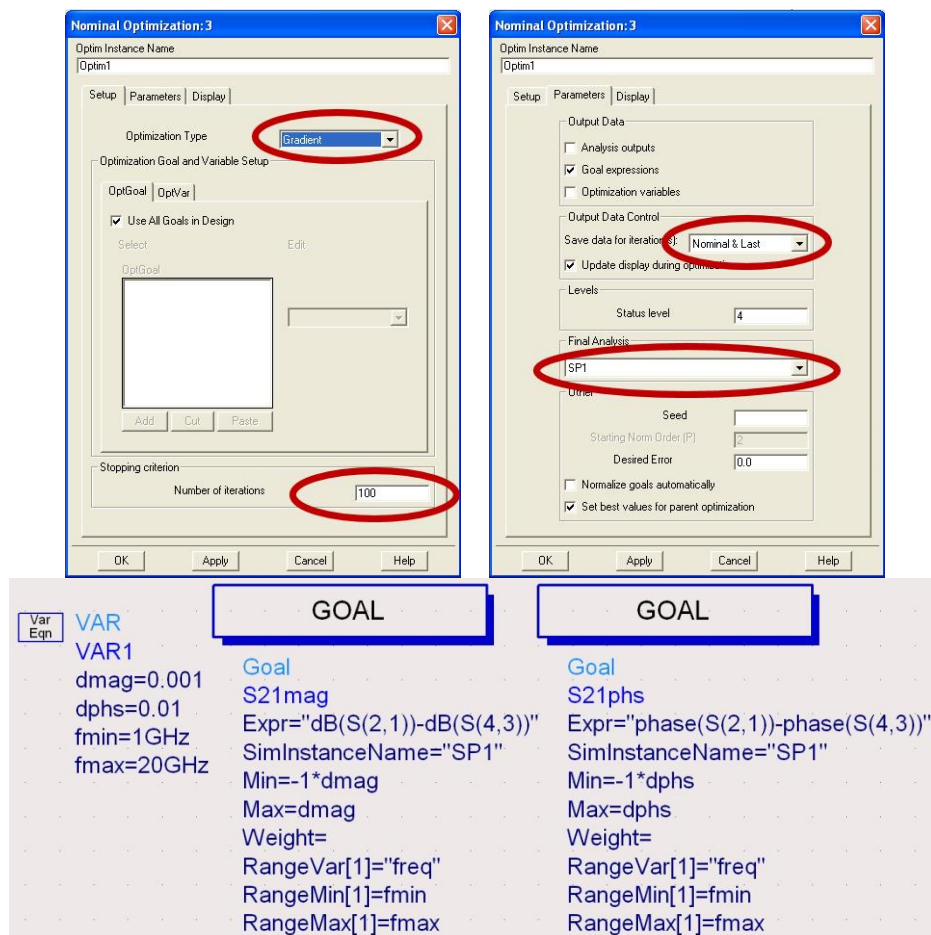 Nominal Optimization:3
Optim Instance Name
Optim1
Setup Parameters Display
Optimization Type Gradient
Optimization Goal and Variable Setup
OptGoal OptVar
Use All Goals in Design
Select Edit
OptGoal
Add Cut Paste
Stopping criterion
Number of iterations 100
OK Apply Cancel Help
Nominal Optimization:3
Optim Instance Name
Optim1
Setup Parameters Display
Output Data
Analysis outputs
Goal expressions
Optimization variables
Output Data Control
Save data for iteration(s): Nominal & Last
Update display during
Levels
Status level 4
Final Analysis
SP1
Other
Seed
Starting Norm Order (P) 2
Desired Error 0.0
Normalize goals automatically
Set best values for parent optimization
OK Apply Cancel Help
Var
Eqn
VAR
VAR1
dmag=0.001
dphs=0.01
fmin=1GHz
fmax=20GHz
GOAL
Goal
S21mag
Expr="dB(S(2,1))-dB(S(4,3))"
SimInstanceName="SP1"
Min=-1*dmag
Max=dmag
Weight=
RangeVar[1]="freq"
RangeMin[1]=fmin
RangeMax[1]=fmax
GOAL
Goal
S21phs
Expr="phase(S(2,1))-phase(S(4,3))"
SimInstanceName="SP1"
Min=-1*dphs
Max=dphs
Weight=
RangeVar[1]="freq"
RangeMin[1]=fmin
RangeMax[1]=fmax